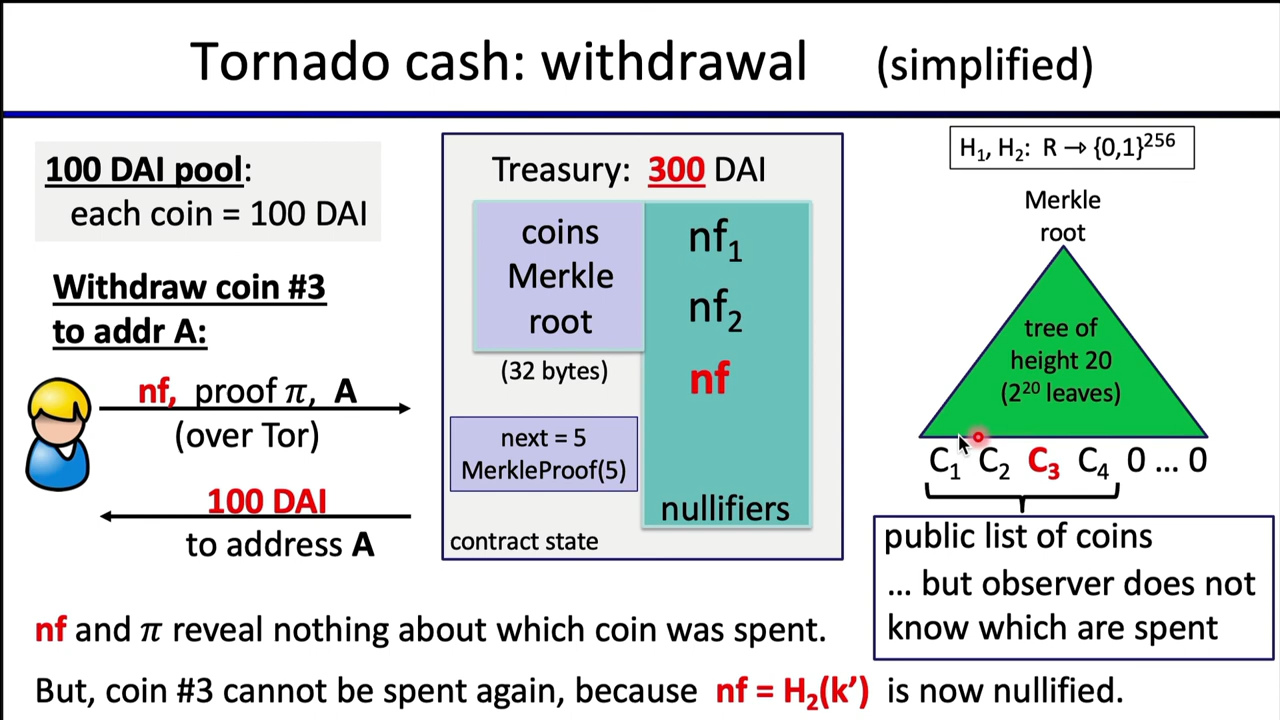 Tornado cash: withdrawal (simplified)
100 DAI pool:
each coin = 100 DAI
Withdraw coin #3
to addr A:
nf, proof π, A
(over Tor)
100 DAI
to address A
Treasury: 300 DAI
coins
Merkle
root
(32 bytes)
next = 5
MerkleProof(5)
contract state
nf₁
nf₂
nf
nullifiers
H₁, H₂: R → {0,1}²⁵⁶
Merkle
root
tree of
height 20
(2²⁰ leaves)
C₁ C₂ C₃ C₄ 0 ... 0
public list of coins
... but observer does not
know which are spent
nf and π reveal nothing about which coin was spent.
But, coin #3 cannot be spent again, because nf = H₂(k’) is now nullified.